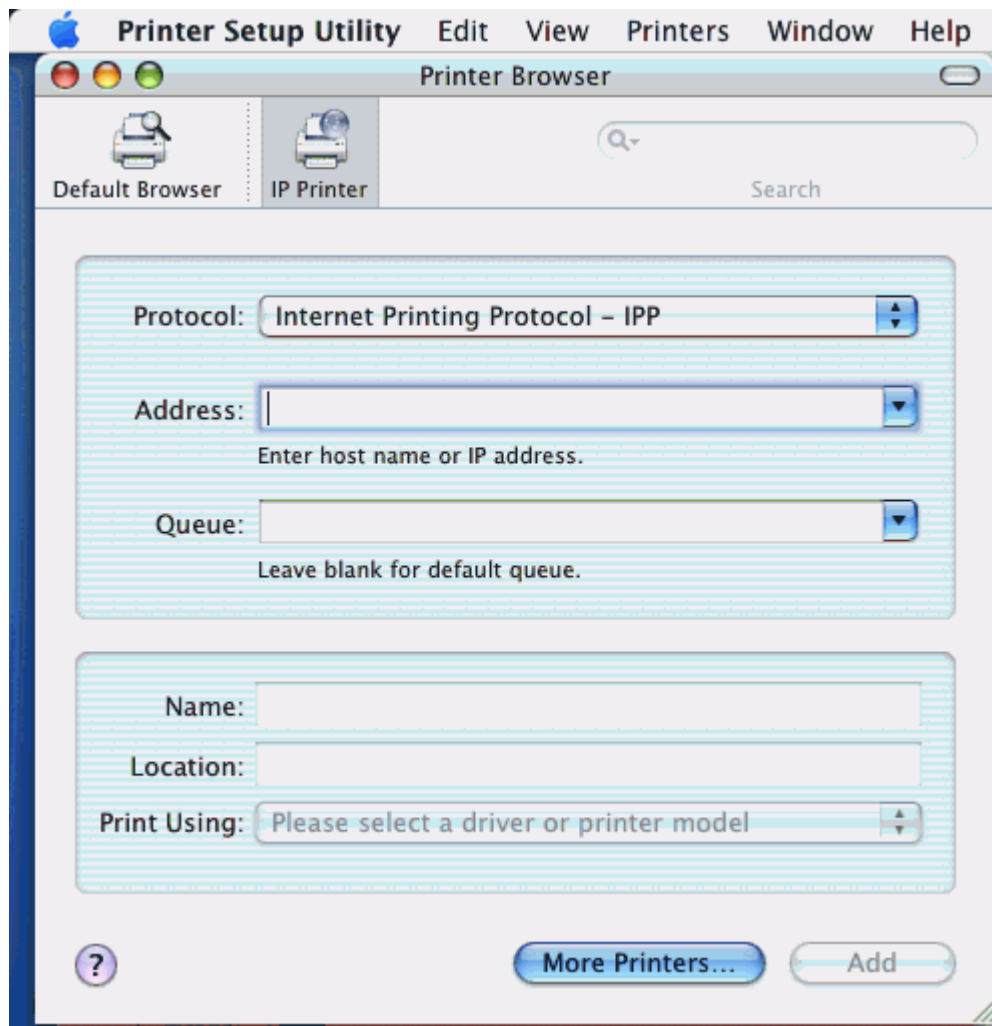 Printer Setup Utility Edit View Printers Window Help
Printer Browser
Default Browser
IP Printer
Search
Protocol: Internet Printing Protocol – IPP
Address:
Enter host name or IP address.
Queue:
Leave blank for default queue.
Name:
Location:
Print Using: Please select a driver or printer model
? More Printers... Add